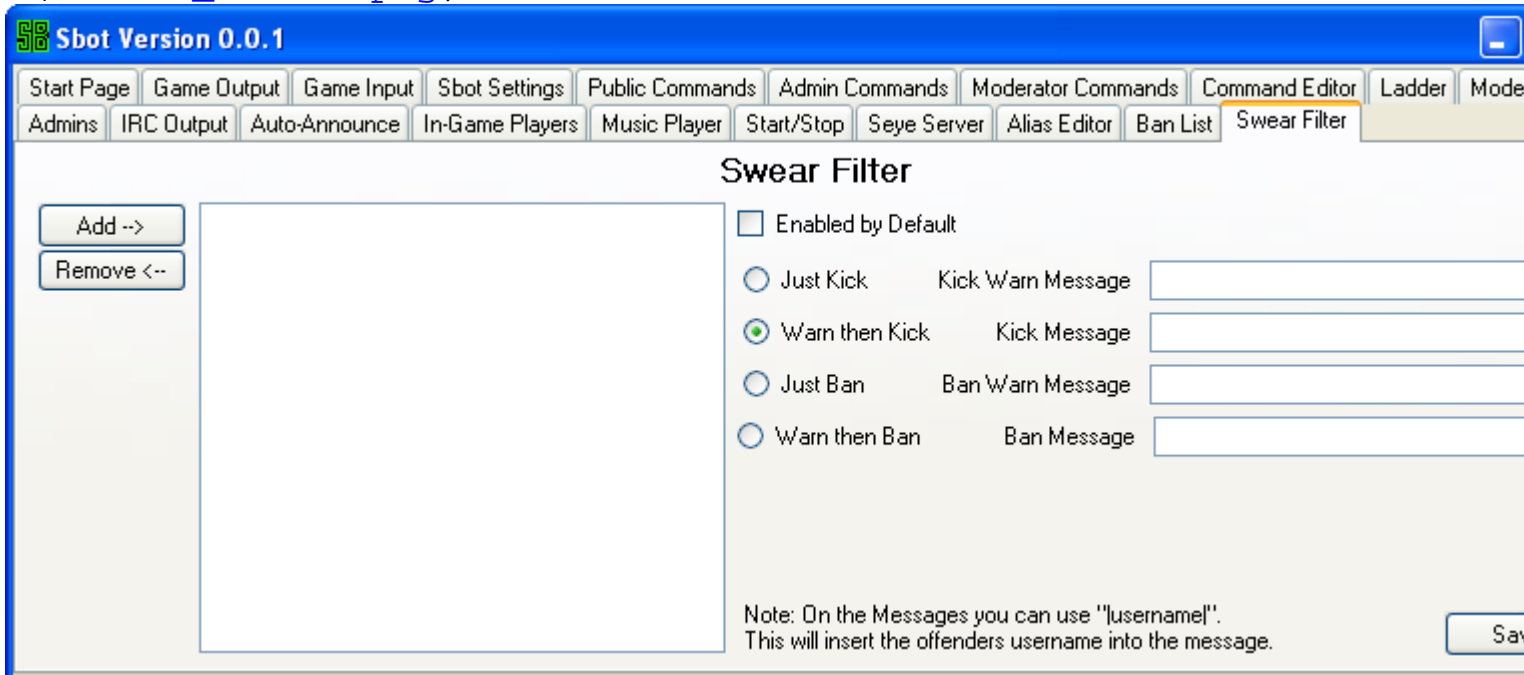 Sbot Version 0.0.1
Start Page Game Output Game Input Sbot Settings Public Commands Admin Commands Moderator Commands Command Editor Ladder Mode
Admins IRC Output Auto-Announce In-Game Players Music Player Start/Stop Seye Server Alias Editor Ban List Swear Filter
Swear Filter
Add --> 
Remove <--
Enabled by Default
Just Kick Kick Warn Message
Warn then Kick Kick Message
Just Ban Ban Warn Message
Warn then Ban Ban Message
Note: On the Messages you can use "|username|".
This will insert the offenders username into the message.
Sav